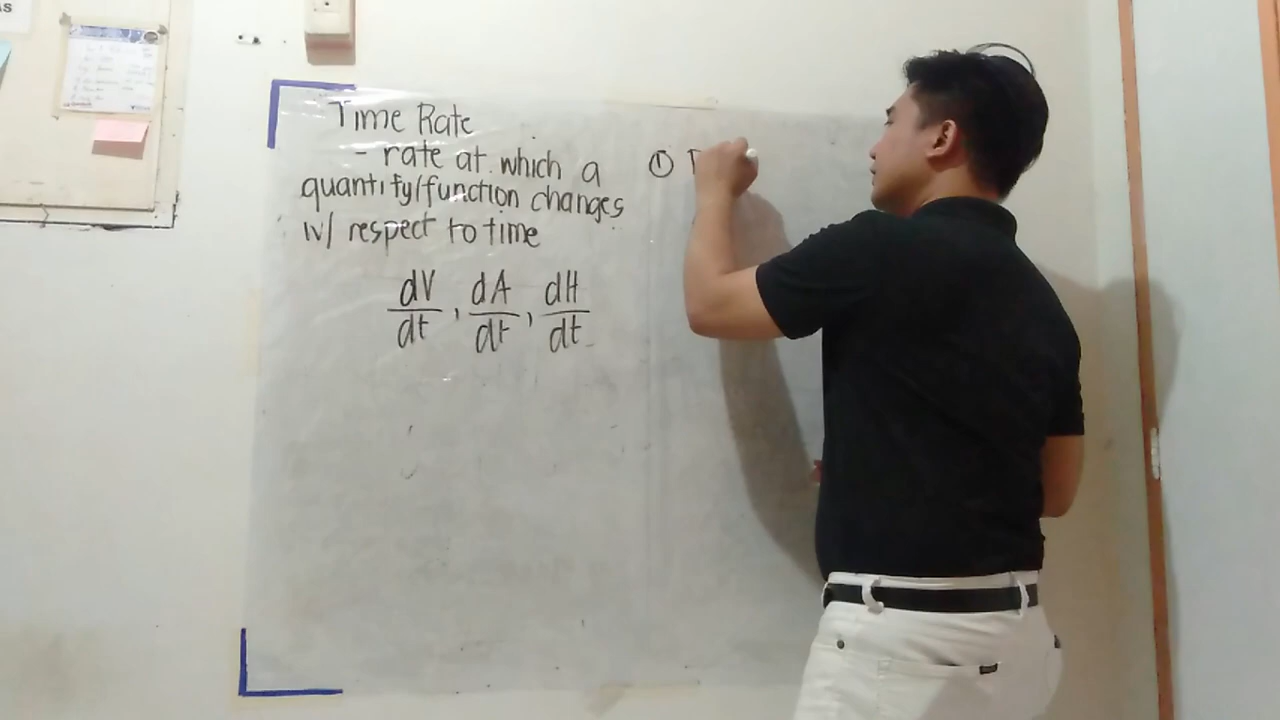 Time Rate
- rate at which a
quantity/function changes
w/ respect to time
dV/dt, dA/dt, dH/dt
①